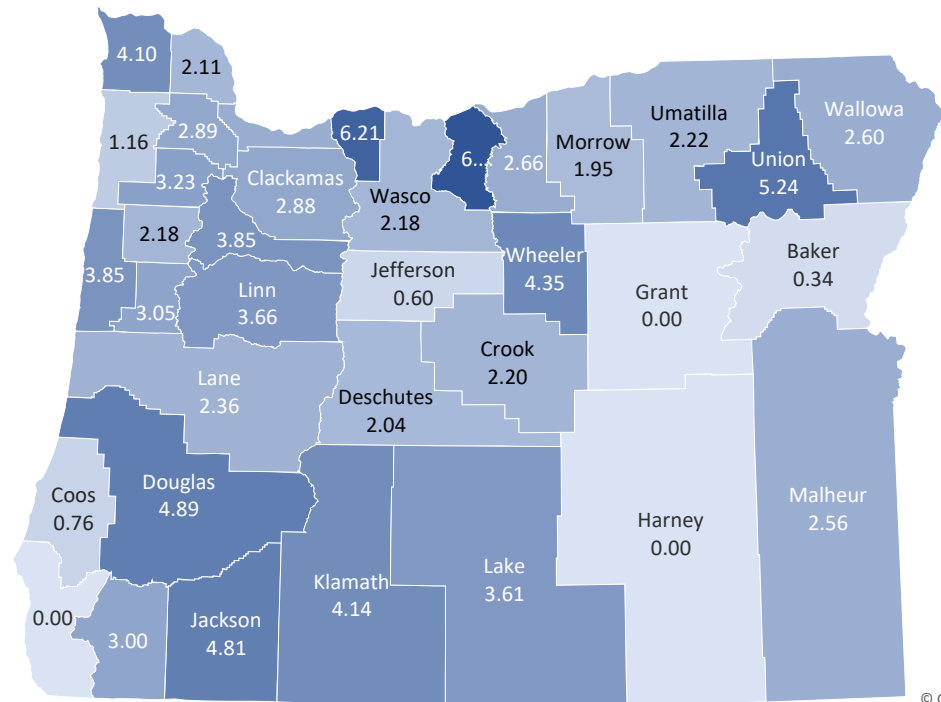 4.10
2.11
1.16
2.89
6.21
6...
2.66
Morrow
1.95
Umatilla
2.22
Union
5.24
Wallowa
2.60
3.23
Clackamas
2.88
Wasco
2.18
2.18
3.85
Wheeler
4.35
Baker
0.34
3.85
3.05
Linn
3.66
Jefferson
0.60
Grant
0.00
Crook
2.20
Lane
2.36
Deschutes
2.04
Coos
0.76
Douglas
4.89
Harney
0.00
Malheur
2.56
Klamath
4.14
Lake
3.61
0.00
3.00
Jackson
4.81
©